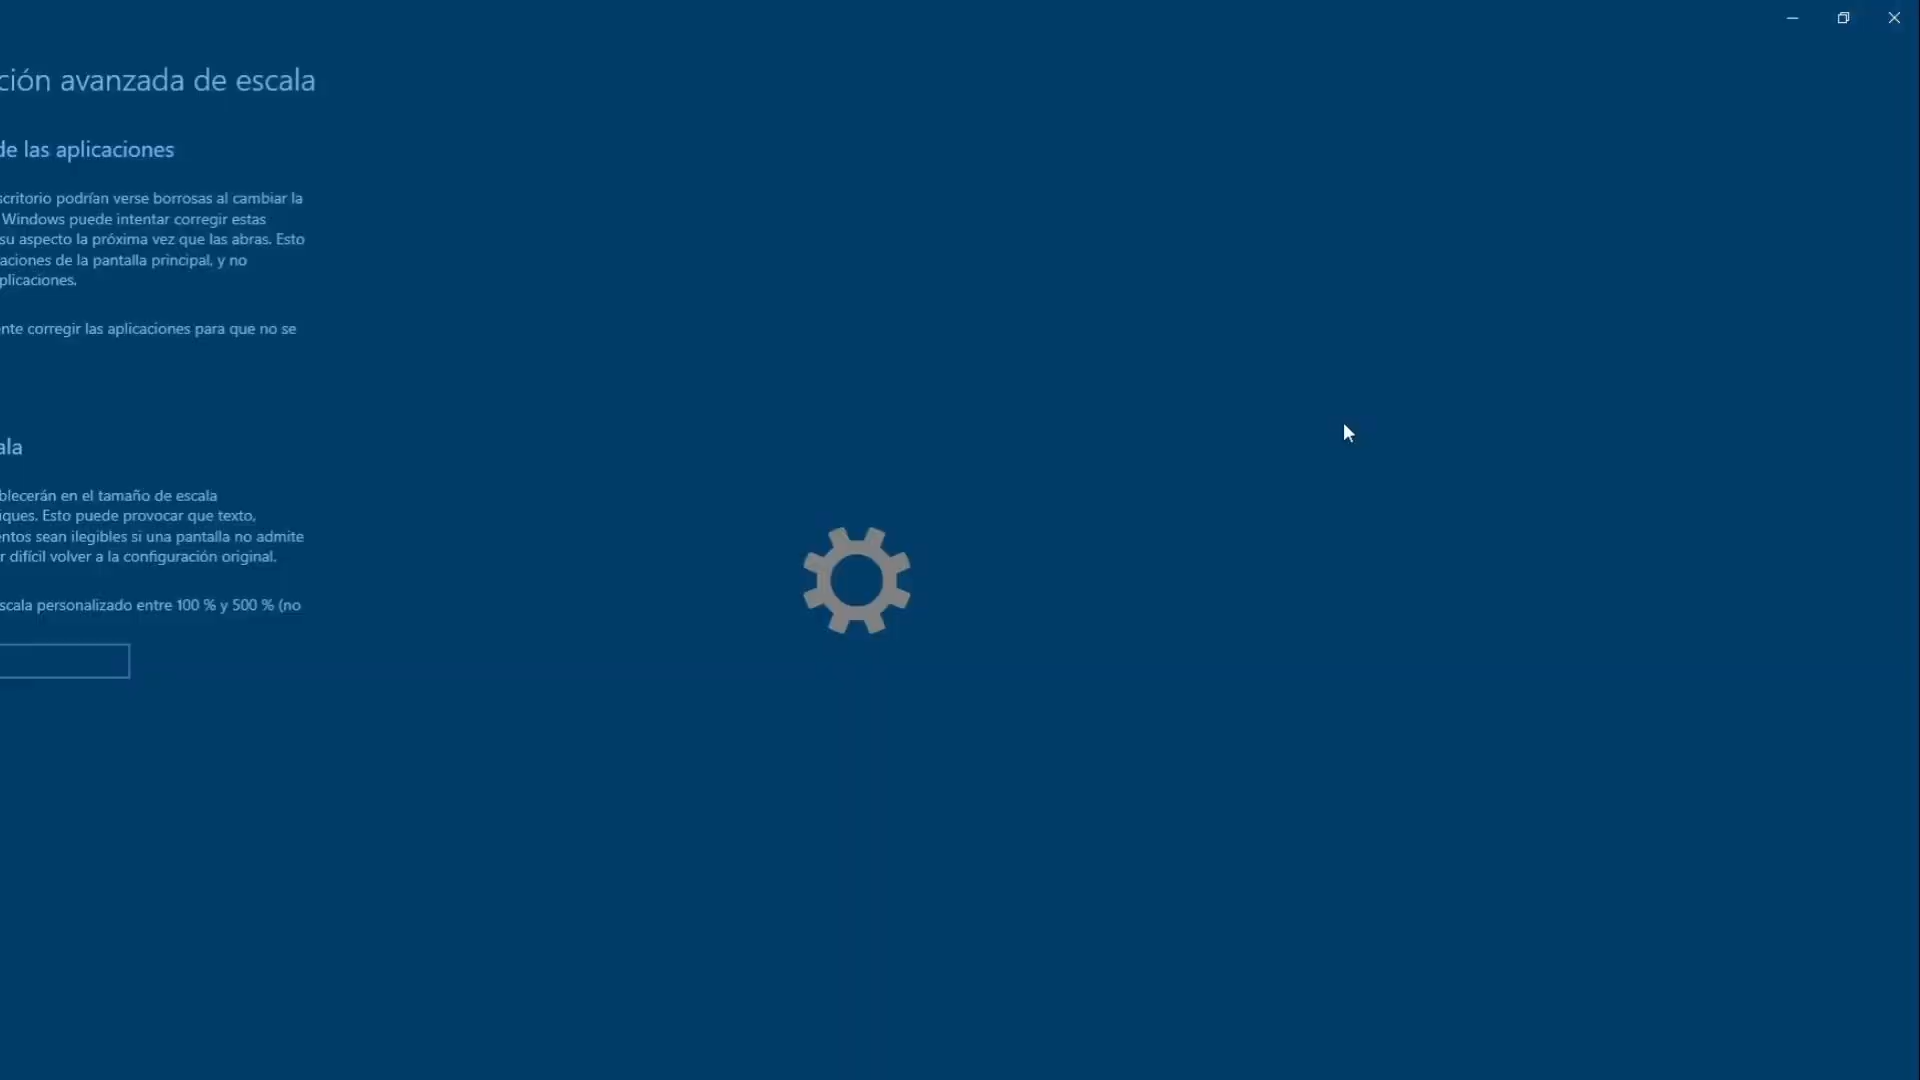 ción avanzada de escala
de las aplicaciones
scritorio podrían verse borrosas al cambiar la
Windows puede intentar corregir estas
su aspecto la próxima vez que las abras. Esto
aciones de la pantalla principal, y no
plicaciones.
nte corregir las aplicaciones para que no se
ala
blecerán en el tamaño de escala
iques. Esto puede provocar que texto,
entos sean ilegibles si una pantalla no admite
r difícil volver a la configuración original.
scala personalizado entre 100 % y 500 % (no